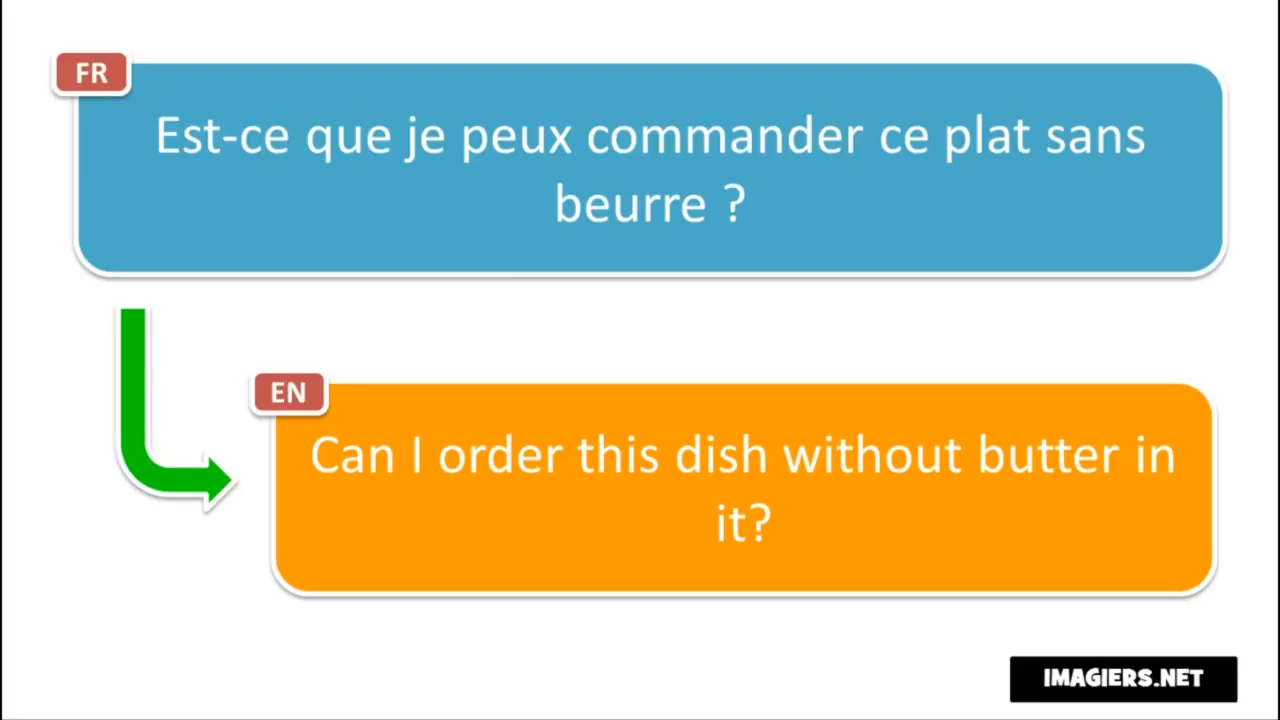 FR
Est-ce que je peux commander ce plat sans
beurre ?
EN
Can I order this dish without butter in
it?
IMAGIERS.NET